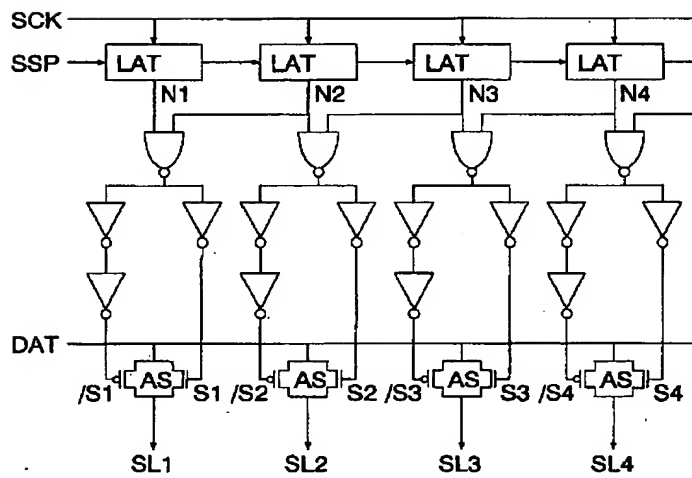 SCK
SSP LAT LAT LAT LAT
N1 N2 N3 N4
DAT
/S1 AS S1 /S2 AS S2 /S3 AS S3 /S4 AS S4
SL1 SL2 SL3 SL4